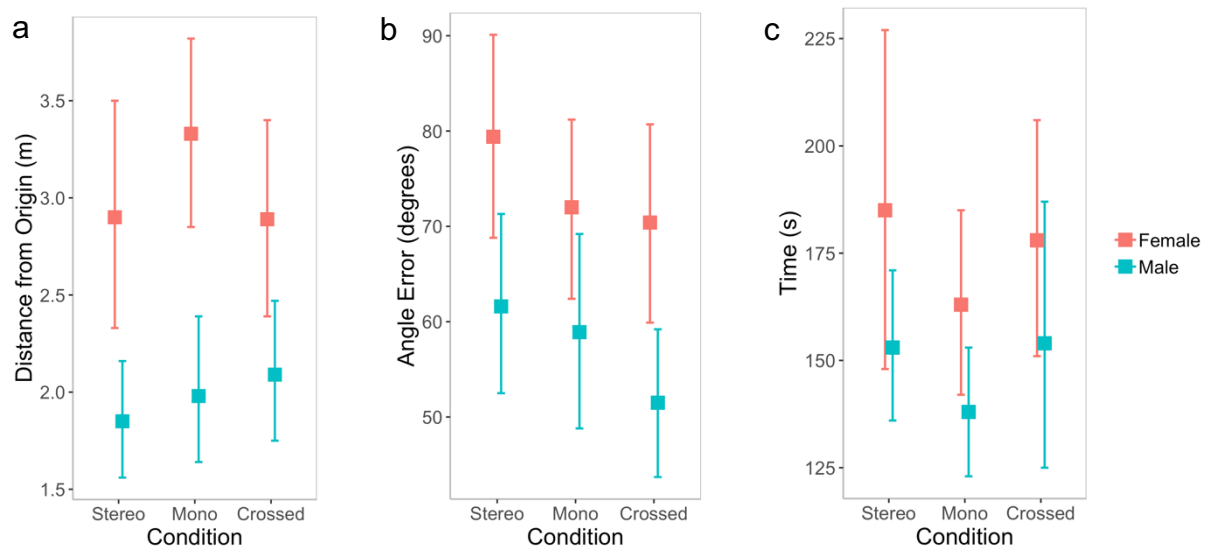 a
Distance from Origin (m)
3.5
3.0
2.5
2.0
1.5
Stereo Mono Crossed
Condition
b
Angle Error (degrees)
90
80
70
60
50
Stereo Mono Crossed
Condition
c
Time (s)
225
200
175
150
125
Stereo Mono Crossed
Condition
Female
Male